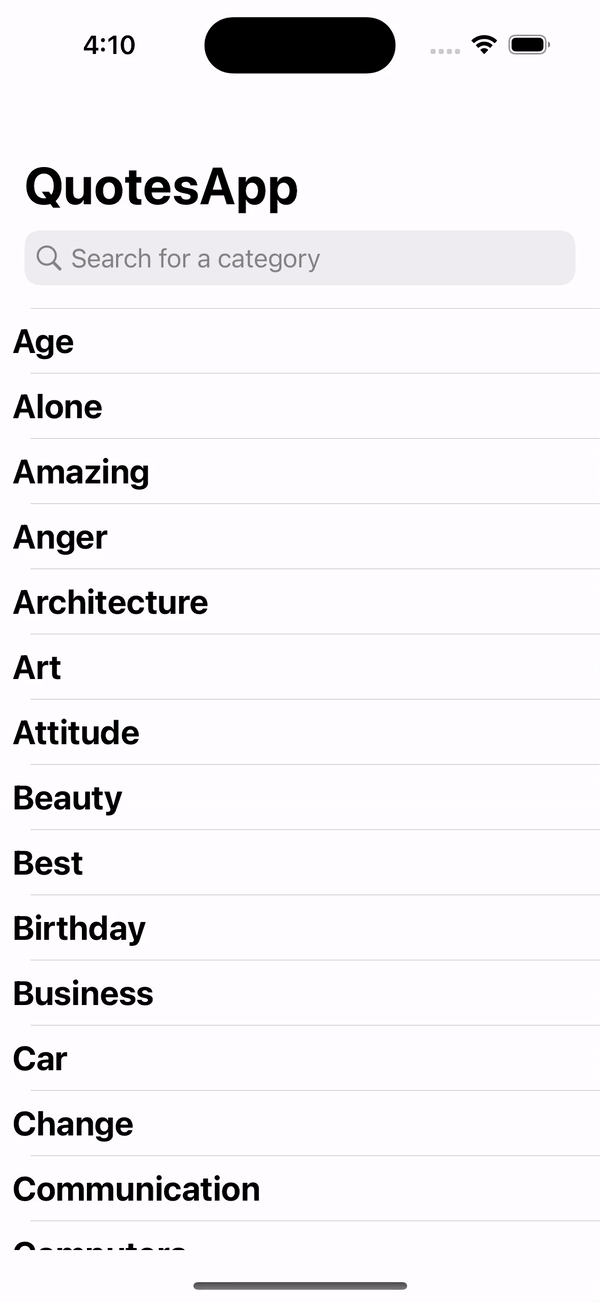 4:10
QuotesApp
Search for a category
Age
Alone
Amazing
Anger
Architecture
Art
Attitude
Beauty
Best
Birthday
Business
Car
Change
Communication
Computers